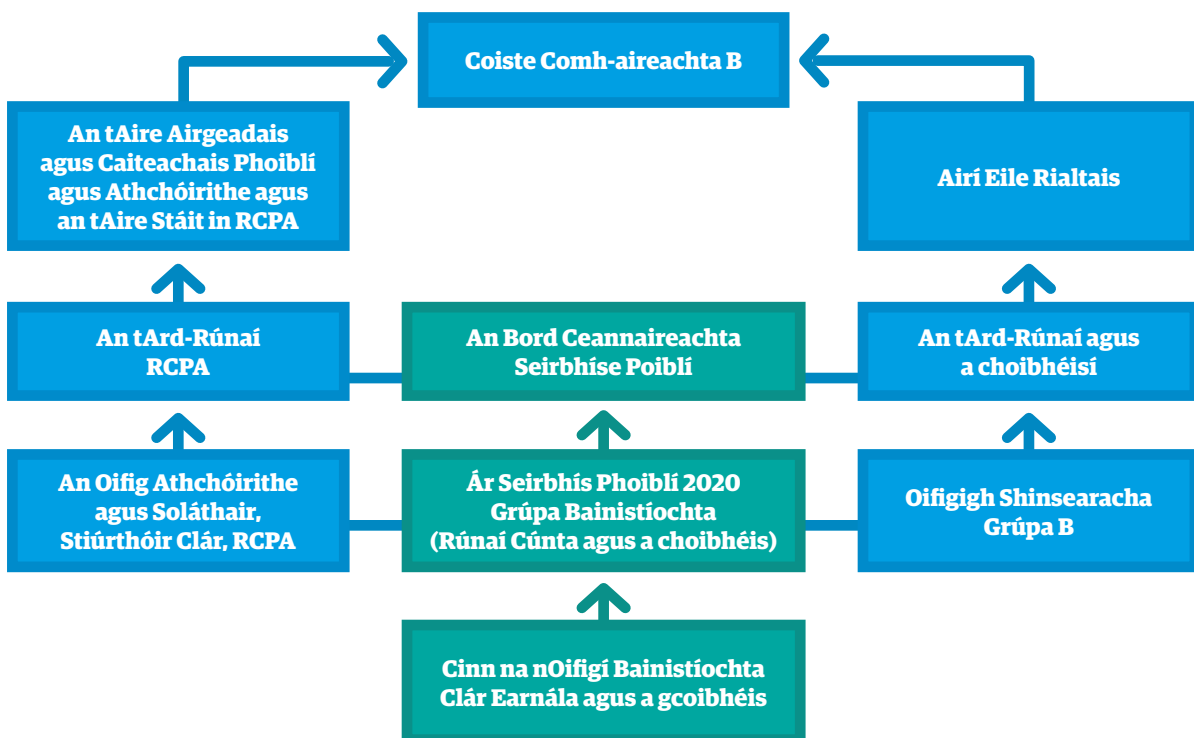 Coiste Comh-aireachta B
An tAire Airgeadais
agus Caiteachais Phoiblí
agus Athchóirithe agus
an tAire Stáit in RCPA
Airí Eile Rialtais
An tArd-Rúnaí
RCPA
An Bord Ceannaireachta
Seirbhíse Poiblí
An tArd-Rúnaí agus
a choibhéisí
An Oifig Athchóirithe
agus Soláthair,
Stiúrthóir Clár, RCPA
Ár Seirbhís Phoiblí 2020
Grúpa Bainistíochta
(Rúnaí Cúnta agus a choibhéis)
Oifigigh Shinsearacha
Grúpa B
Cinn na nOifigí Bainistíochta
Clár Earnála agus a gcoibhéis